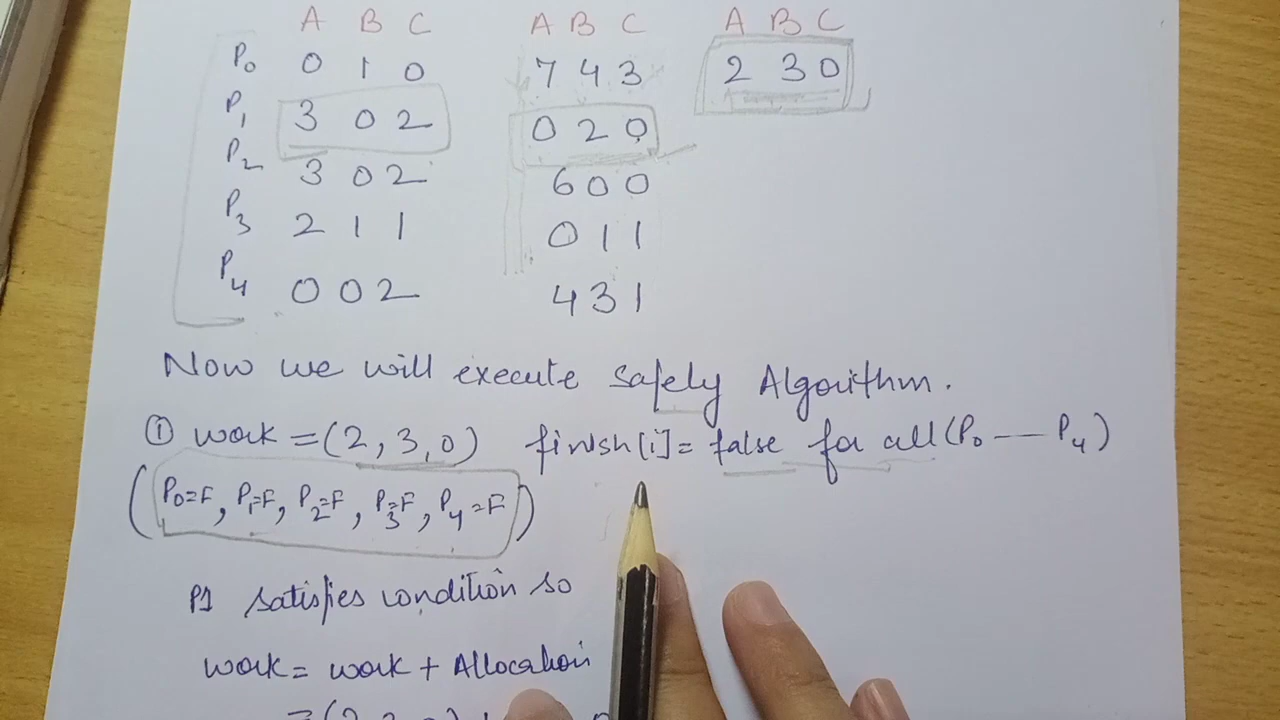 A B C A B C A B C
P0 0 1 0 7 4 3 2 3 0
P1 3 0 2 0 2 0
P2 3 0 2 6 0 0
P3 2 1 1 0 1 1
P4 0 0 2 4 3 1
Now we will execute Safely Algorithm.
① work = (2, 3, 0) finish [i] = false for all (P0 — — P4)
(P0=F, P1=F, P2=F, P3=F, P4=F)
P1 satisfies condition so
work = work + Allocation